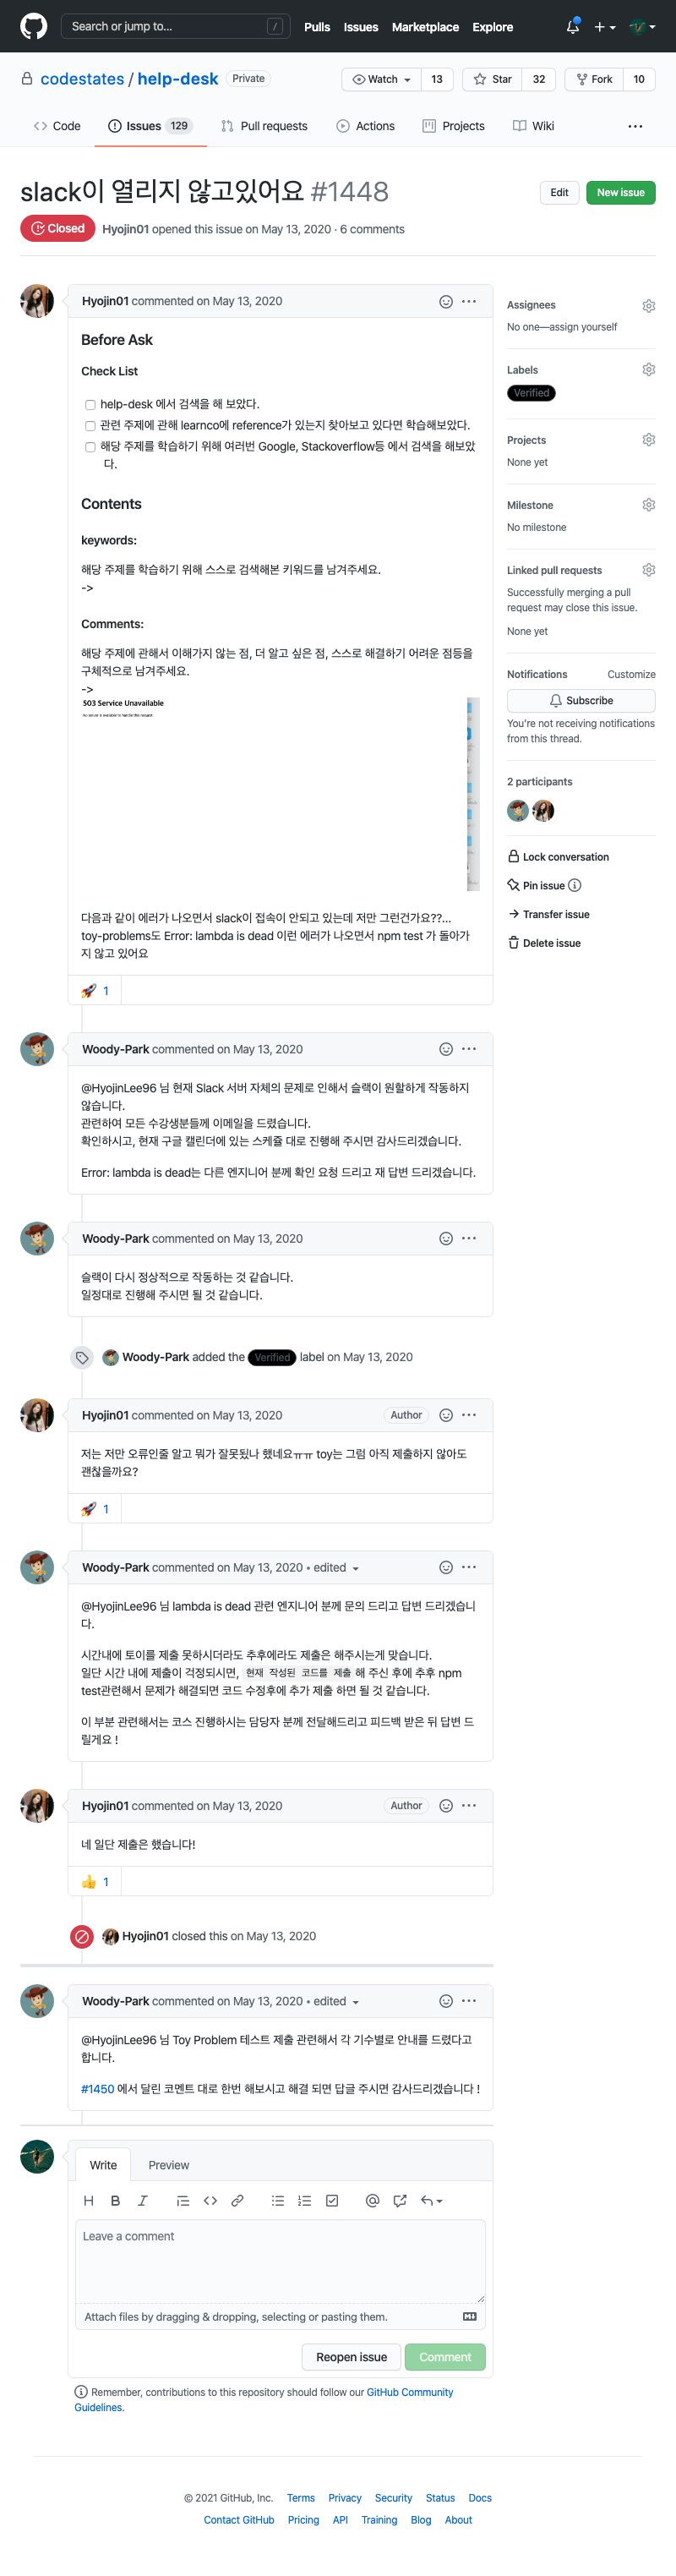 Search or jump to...
/
Pulls Issues Marketplace Explore
codestates / help-desk Private
Watch 13 Star 32 Fork 10
Code Issues 129 Pull requests Actions Projects Wiki
slack이 열리지 않고있어요 #1448
Edit New issue
Closed Hyojin01 opened this issue on May 13, 2020 · 6 comments
Hyojin01 commented on May 13, 2020
Before Ask
Check List
help-desk 에서 검색을 해 보았다.
관련 주제에 관해 learnco에 reference가 있는지 찾아보고 있다면 학습해보았다.
해당 주제를 학습하기 위해 여러번 Google, Stackoverflow등 에서 검색을 해보았
다.
Contents
keywords:
해당 주제를 학습하기 위해 스스로 검색해본 키워드를 남겨주세요.
->
Comments:
해당 주제에 관해서 이해가지 않는 점, 더 알고 싶은 점, 스스로 해결하기 어려운 점등을
구체적으로 남겨주세요.
->
503 Service Unavailable
No server is available to handle this request.
다음과 같이 에러가 나오면서 slack이 접속이 안되고 있는데 저만 그런건가요??...
toy-problems도 Error: lambda is dead 이런 에러가 나오면서 npm test 가 돌아가
지 않고 있어요
1
Assignees
No one—assign yourself
Labels
Verified
Projects
None yet
Milestone
No milestone
Linked pull requests
Successfully merging a pull
request may close this issue.
None yet
Notifications Customize
Subscribe
You're not receiving notifications
from this thread.
2 participants
Lock conversation
Pin issue
Transfer issue
Delete issue
Woody-Park commented on May 13, 2020
@HyojinLee96 님 현재 Slack 서버 자체의 문제로 인해서 슬랙이 원할하게 작동하지
않습니다.
관련하여 모든 수강생분들께 이메일을 드렸습니다.
확인하시고, 현재 구글 캘린더에 있는 스케쥴 대로 진행해 주시면 감사드리겠습니다.
Error: lambda is dead는 다른 엔지니어 분께 확인 요청 드리고 재 답변 드리겠습니다.
Woody-Park commented on May 13, 2020
슬랙이 다시 정상적으로 작동하는 것 같습니다.
일정대로 진행해 주시면 될 것 같습니다.
Woody-Park added the Verified label on May 13, 2020
Hyojin01 commented on May 13, 2020 Author
저는 저만 오류인줄 알고 뭐가 잘못됬나 했네요ㅠㅠ toy는 그럼 아직 제출하지 않아도
괜찮을까요?
1
Woody-Park commented on May 13, 2020 • edited
@HyojinLee96 님 lambda is dead 관련 엔지니어 분께 문의 드리고 답변 드리겠습니
다.
시간내에 토이를 제출 못하시더라도 추후에라도 제출은 해주시는게 맞습니다.
일단 시간 내에 제출이 걱정되시면, 현재 작성된 코드를 제출 해 주신 후에 추후 npm
test관련해서 문제가 해결되면 코드 수정후에 추가 제출 하면 될 것 같습니다.
이 부분 관련해서는 코스 진행하시는 담당자 분께 전달해드리고 피드백 받은 뒤 답변 드
릴게요 !
Hyojin01 commented on May 13, 2020 Author
네 일단 제출은 했습니다!
1
Hyojin01 closed this on May 13, 2020
Woody-Park commented on May 13, 2020 • edited
@HyojinLee96 님 Toy Problem 테스트 제출 관련해서 각 기수별로 안내를 드렸다고
합니다.
#1450 에서 달린 코멘트 대로 한번 해보시고 해결 되면 답글 주시면 감사드리겠습니다 !
Write Preview
Leave a comment
Attach files by dragging & dropping, selecting or pasting them.
Reopen issue Comment
Remember, contributions to this repository should follow our GitHub Community
Guidelines.
© 2021 GitHub, Inc. Terms Privacy Security Status Docs
Contact GitHub Pricing API Training Blog About